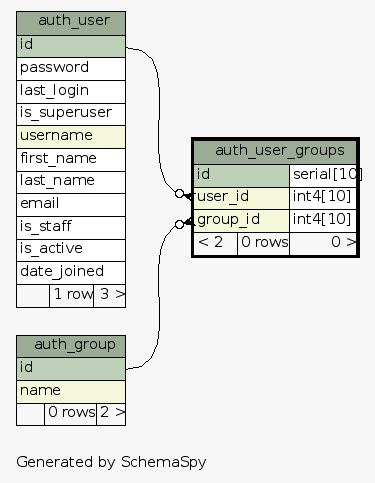 auth_user
id
password
last_login
is_superuser
username
first_name
last_name
email
is_staff
is_active
date_joined
1 row 3 >
auth_user_groups
id serial[10]
user_id int4[10]
group_id int4[10]
< 2 0 rows 0 >
auth_group
id
name
0 rows 2 >
Generated by SchemaSpy